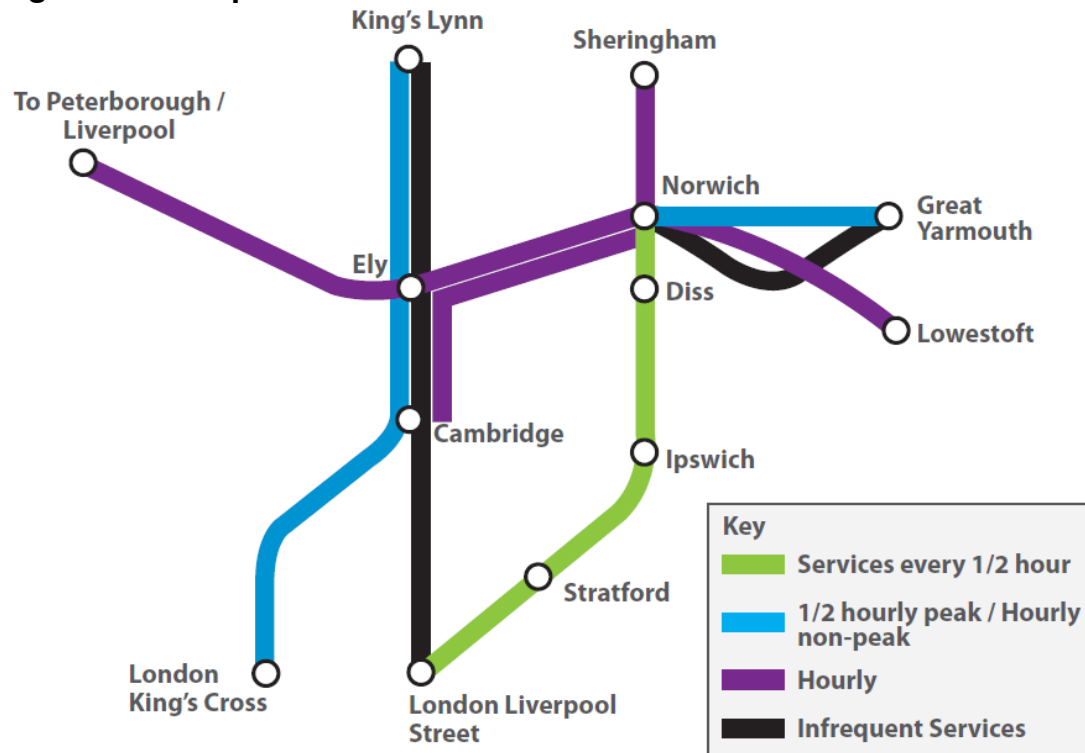 King's Lynn
Sheringham
To Peterborough /
Liverpool
Norwich
Great
Yarmouth
Ely
Diss
Lowestoft
Cambridge
Ipswich
Key
Services every 1/2 hour
Stratford
1/2 hourly peak / Hourly
non-peak
London
King's Cross
Hourly
London Liverpool
Street
Infrequent Services